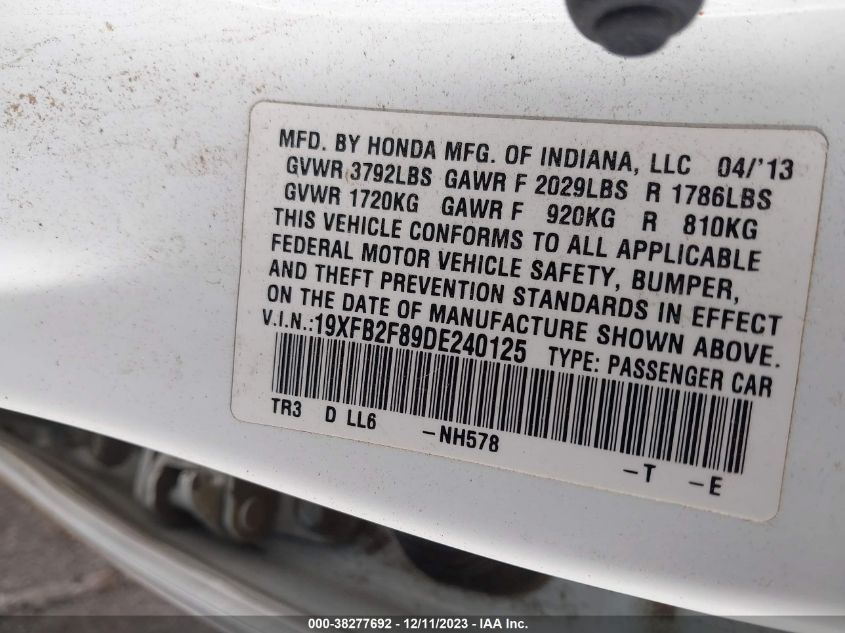 MFD. BY HONDA MFG. OF INDIANA, LLC 04/'13
GVWR 3792LBS GAWR F 2029LBS R 1786LBS
GVWR 1720KG GAWR F 920KG R 810KG
THIS VEHICLE CONFORMS TO ALL APPLICABLE
FEDERAL MOTOR VEHICLE SAFETY, BUMPER,
AND THEFT PREVENTION STANDARDS IN EFFECT
ON THE DATE OF MANUFACTURE SHOWN ABOVE.
V.I.N.:19XFB2F89DE240125 TYPE: PASSENGER CAR
TR3 D LL6 -NH578 -T -E
000-38277692 - 12/11/2023 - IAA Inc.